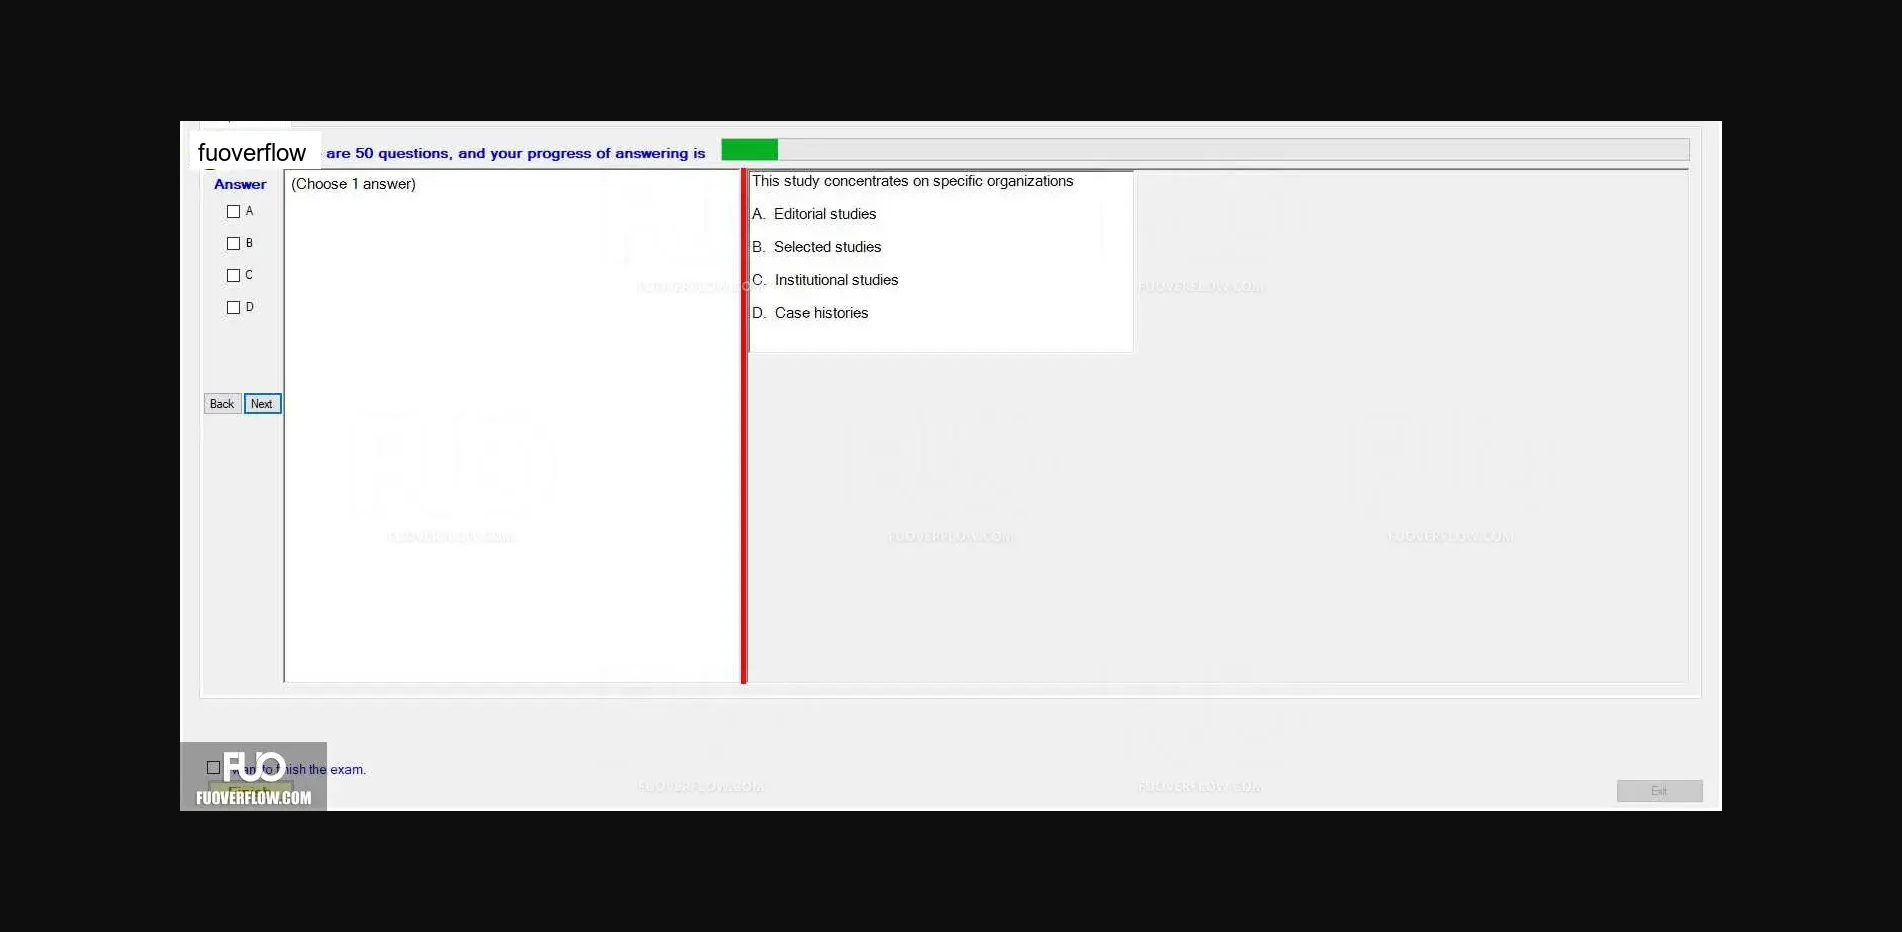 fuoverflow are 50 questions, and your progress of answering is
Answer
A
B
C
D
Back Next
(Choose 1 answer)
This study concentrates on specific organizations
A. Editorial studies
B. Selected studies
C. Institutional studies
D. Case histories
FUOVERFLOW.COM
FUOVERFLOW.COM
FUOVERFLOW.COM
FUOVERFLOW.COM
FUOVERFLOW.COM
FUOVERFLOW.COM
FUOVERFLOW.COM
FUO
FUOVERFLOW.COM
finish the exam.
Finish
Exit